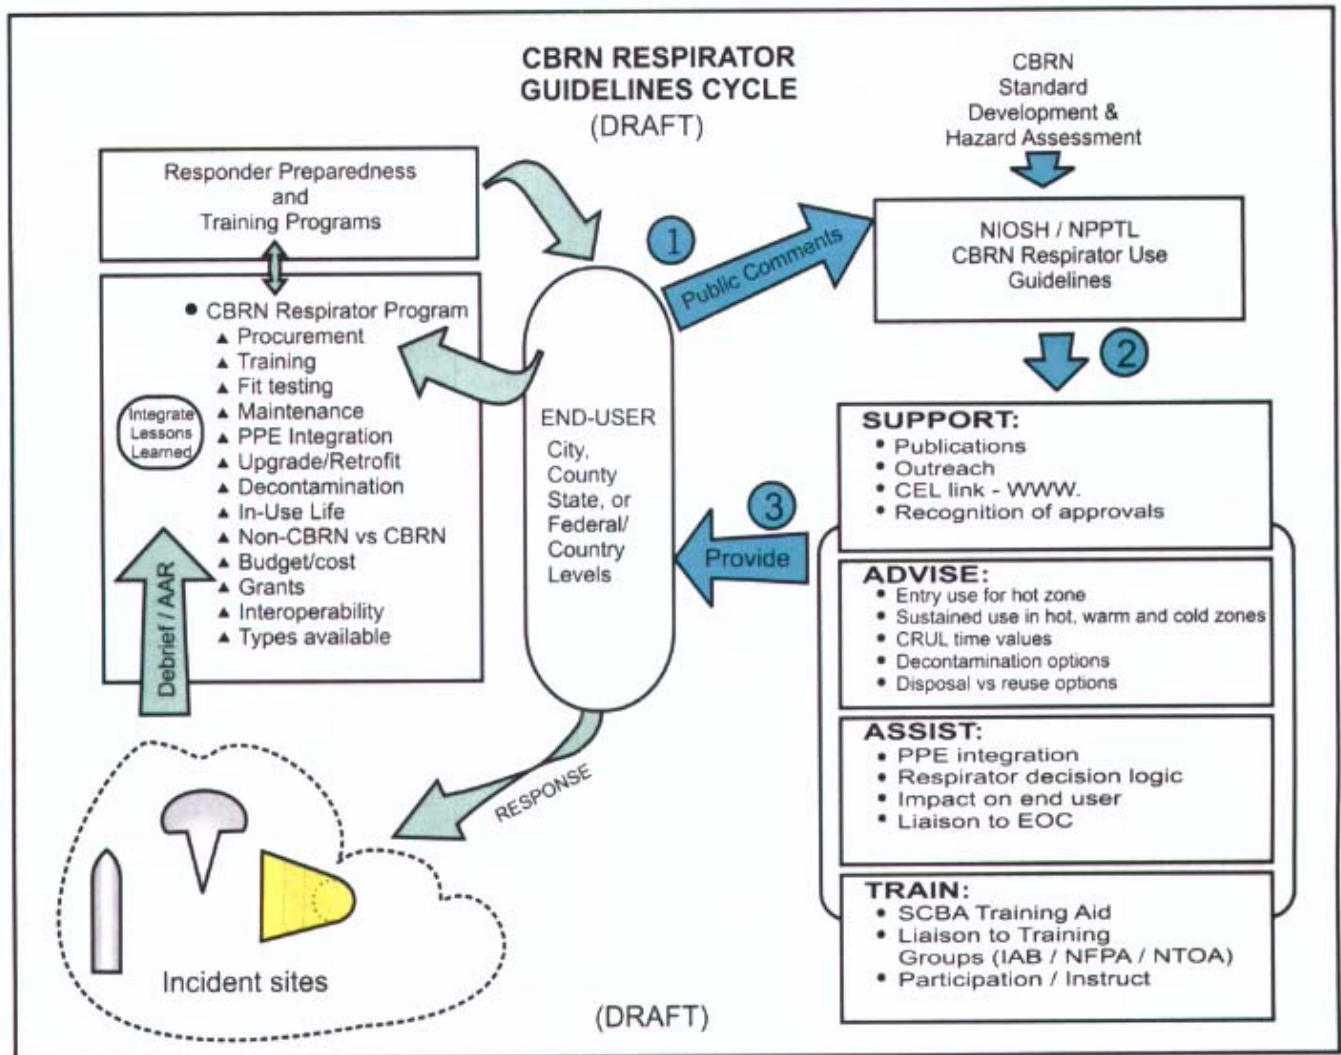 CBRN RESPIRATOR
GUIDELINES CYCLE
(DRAFT)
CBRN
Standard
Development &
Hazard Assessment
Responder Preparedness
and
Training Programs
1
Public Comments
NIOSH / NPPTL
CBRN Respirator Use
Guidelines
2
● CBRN Respirator Program
▲ Procurement
▲ Training
▲ Fit testing
▲ Maintenance
▲ PPE Integration
▲ Upgrade/Retrofit
▲ Decontamination
▲ In-Use Life
▲ Non-CBRN vs CBRN
▲ Budget/cost
▲ Grants
▲ Interoperability
▲ Types available
Integrate
Lessons
Learned
Debrief / AAR
END-USER
City,
County
State, or
Federal/
Country
Levels
3
Provide
SUPPORT:
• Publications
• Outreach
• CEL link - WWW.
• Recognition of approvals
ADVISE:
• Entry use for hot zone
• Sustained use in hot, warm and cold zones
• CRUL time values
• Decontamination options
• Disposal vs reuse options
ASSIST:
• PPE integration
• Respirator decision logic
• Impact on end user
• Liaison to EOC
TRAIN:
• SCBA Training Aid
• Liaison to Training
Groups (IAB / NFPA / NTOA)
• Participation / Instruct
RESPONSE
Incident sites
(DRAFT)